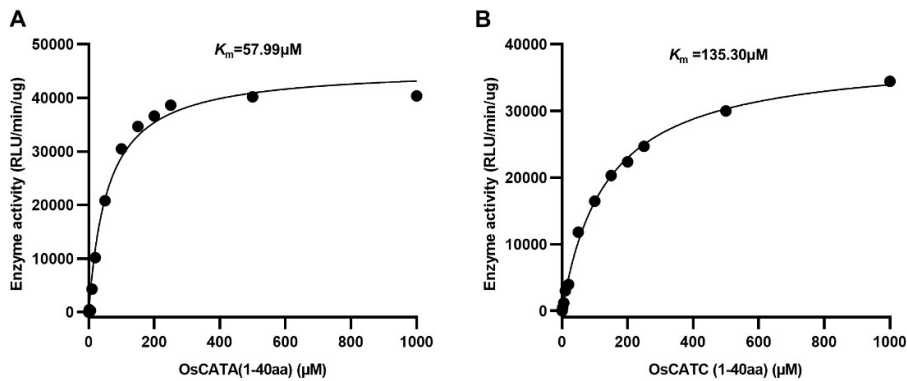 A
Km=57.99μM
50000
40000
30000
20000
10000
0
Enzyme activity (RLU/min/ug)
0 200 400 600 800 1000
OsCATA(1-40aa) (μM)
B
Km =135.30μM
40000
30000
20000
10000
0
Enzyme activity (RLU/min/ug)
0 200 400 600 800 1000
OsCATC (1-40aa) (μM)